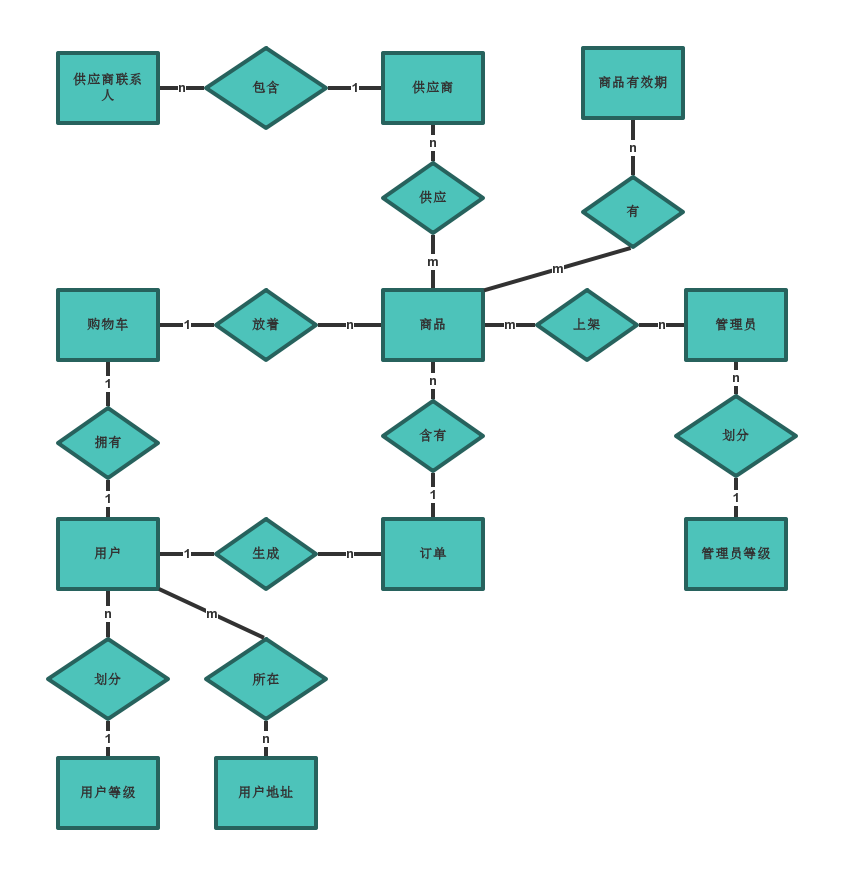 供应商联系
人
n
包含
1
供应商
商品有效期
n
n
供应
有
m
m
购物车
1
放着
n
商品
m
上架
n
管理员
1
n
n
拥有
含有
划分
1
1
1
用户
1
生成
n
订单
管理员等级
n
m
划分
所在
1
n
用户等级
用户地址